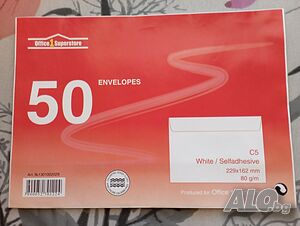 Office 1 Superstore
50
ENVELOPES
C5
White / Selfadhesive
229x162 mm
80 g/m
Produced for Office
ALO.bg